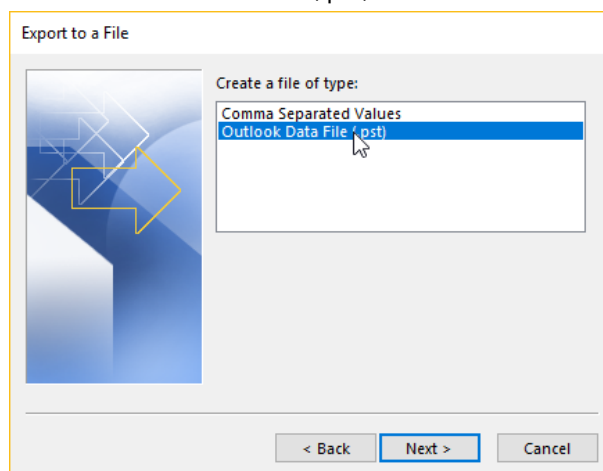 Export to a File
Create a file of type:
Comma Separated Values
Outlook Data File (.pst)
< Back
Next >
Cancel